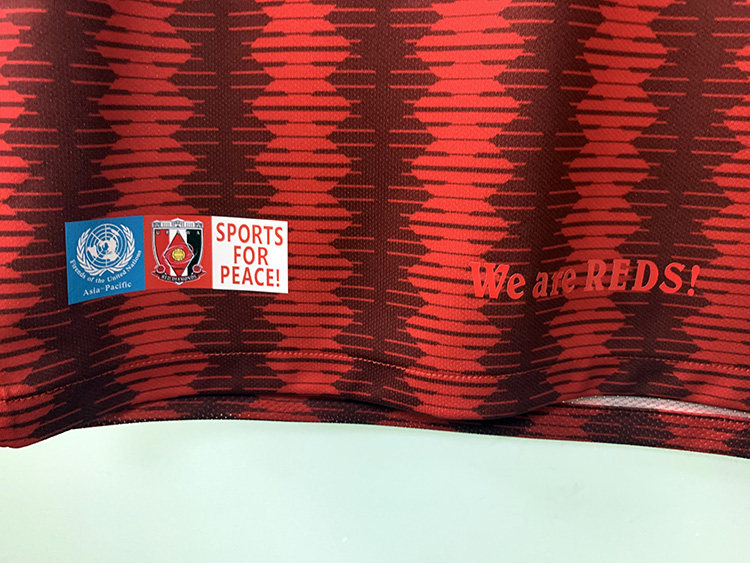 Friends of the United Nations
Asia-Pacific
SPORTS
FOR
PEACE!
We are REDS!